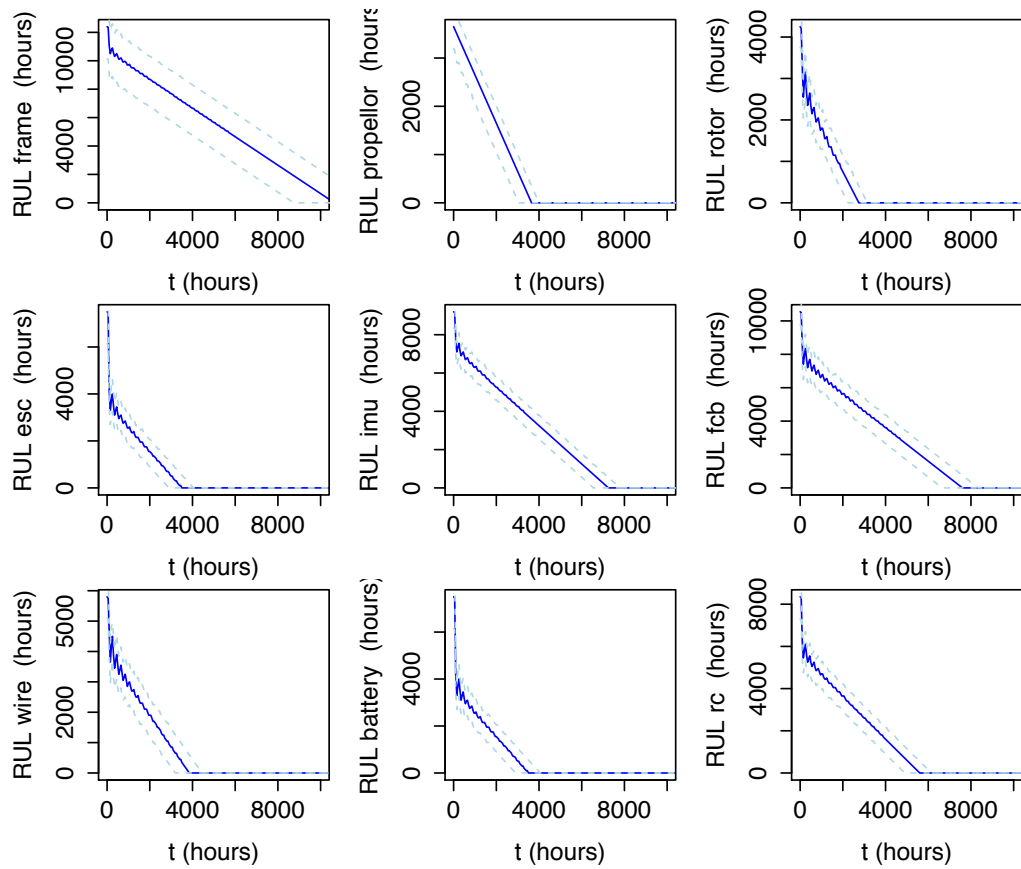 RUL frame (hours)
0
4000
10000
0
4000
8000
t (hours)
RUL propellor (hours
0
2000
0
4000
8000
t (hours)
RUL rotor (hours)
0
2000
4000
0
4000
8000
t (hours)
RUL esc (hours)
0
4000
0
4000
8000
t (hours)
RUL imu (hours)
0
4000
8000
0
4000
8000
t (hours)
RUL fcb (hours)
0
4000
10000
0
4000
8000
t (hours)
RUL wire (hours)
0
2000
5000
0
4000
8000
t (hours)
RUL battery (hours)
0
4000
0
4000
8000
t (hours)
RUL rc (hours)
0
4000
8000
0
4000
8000
t (hours)